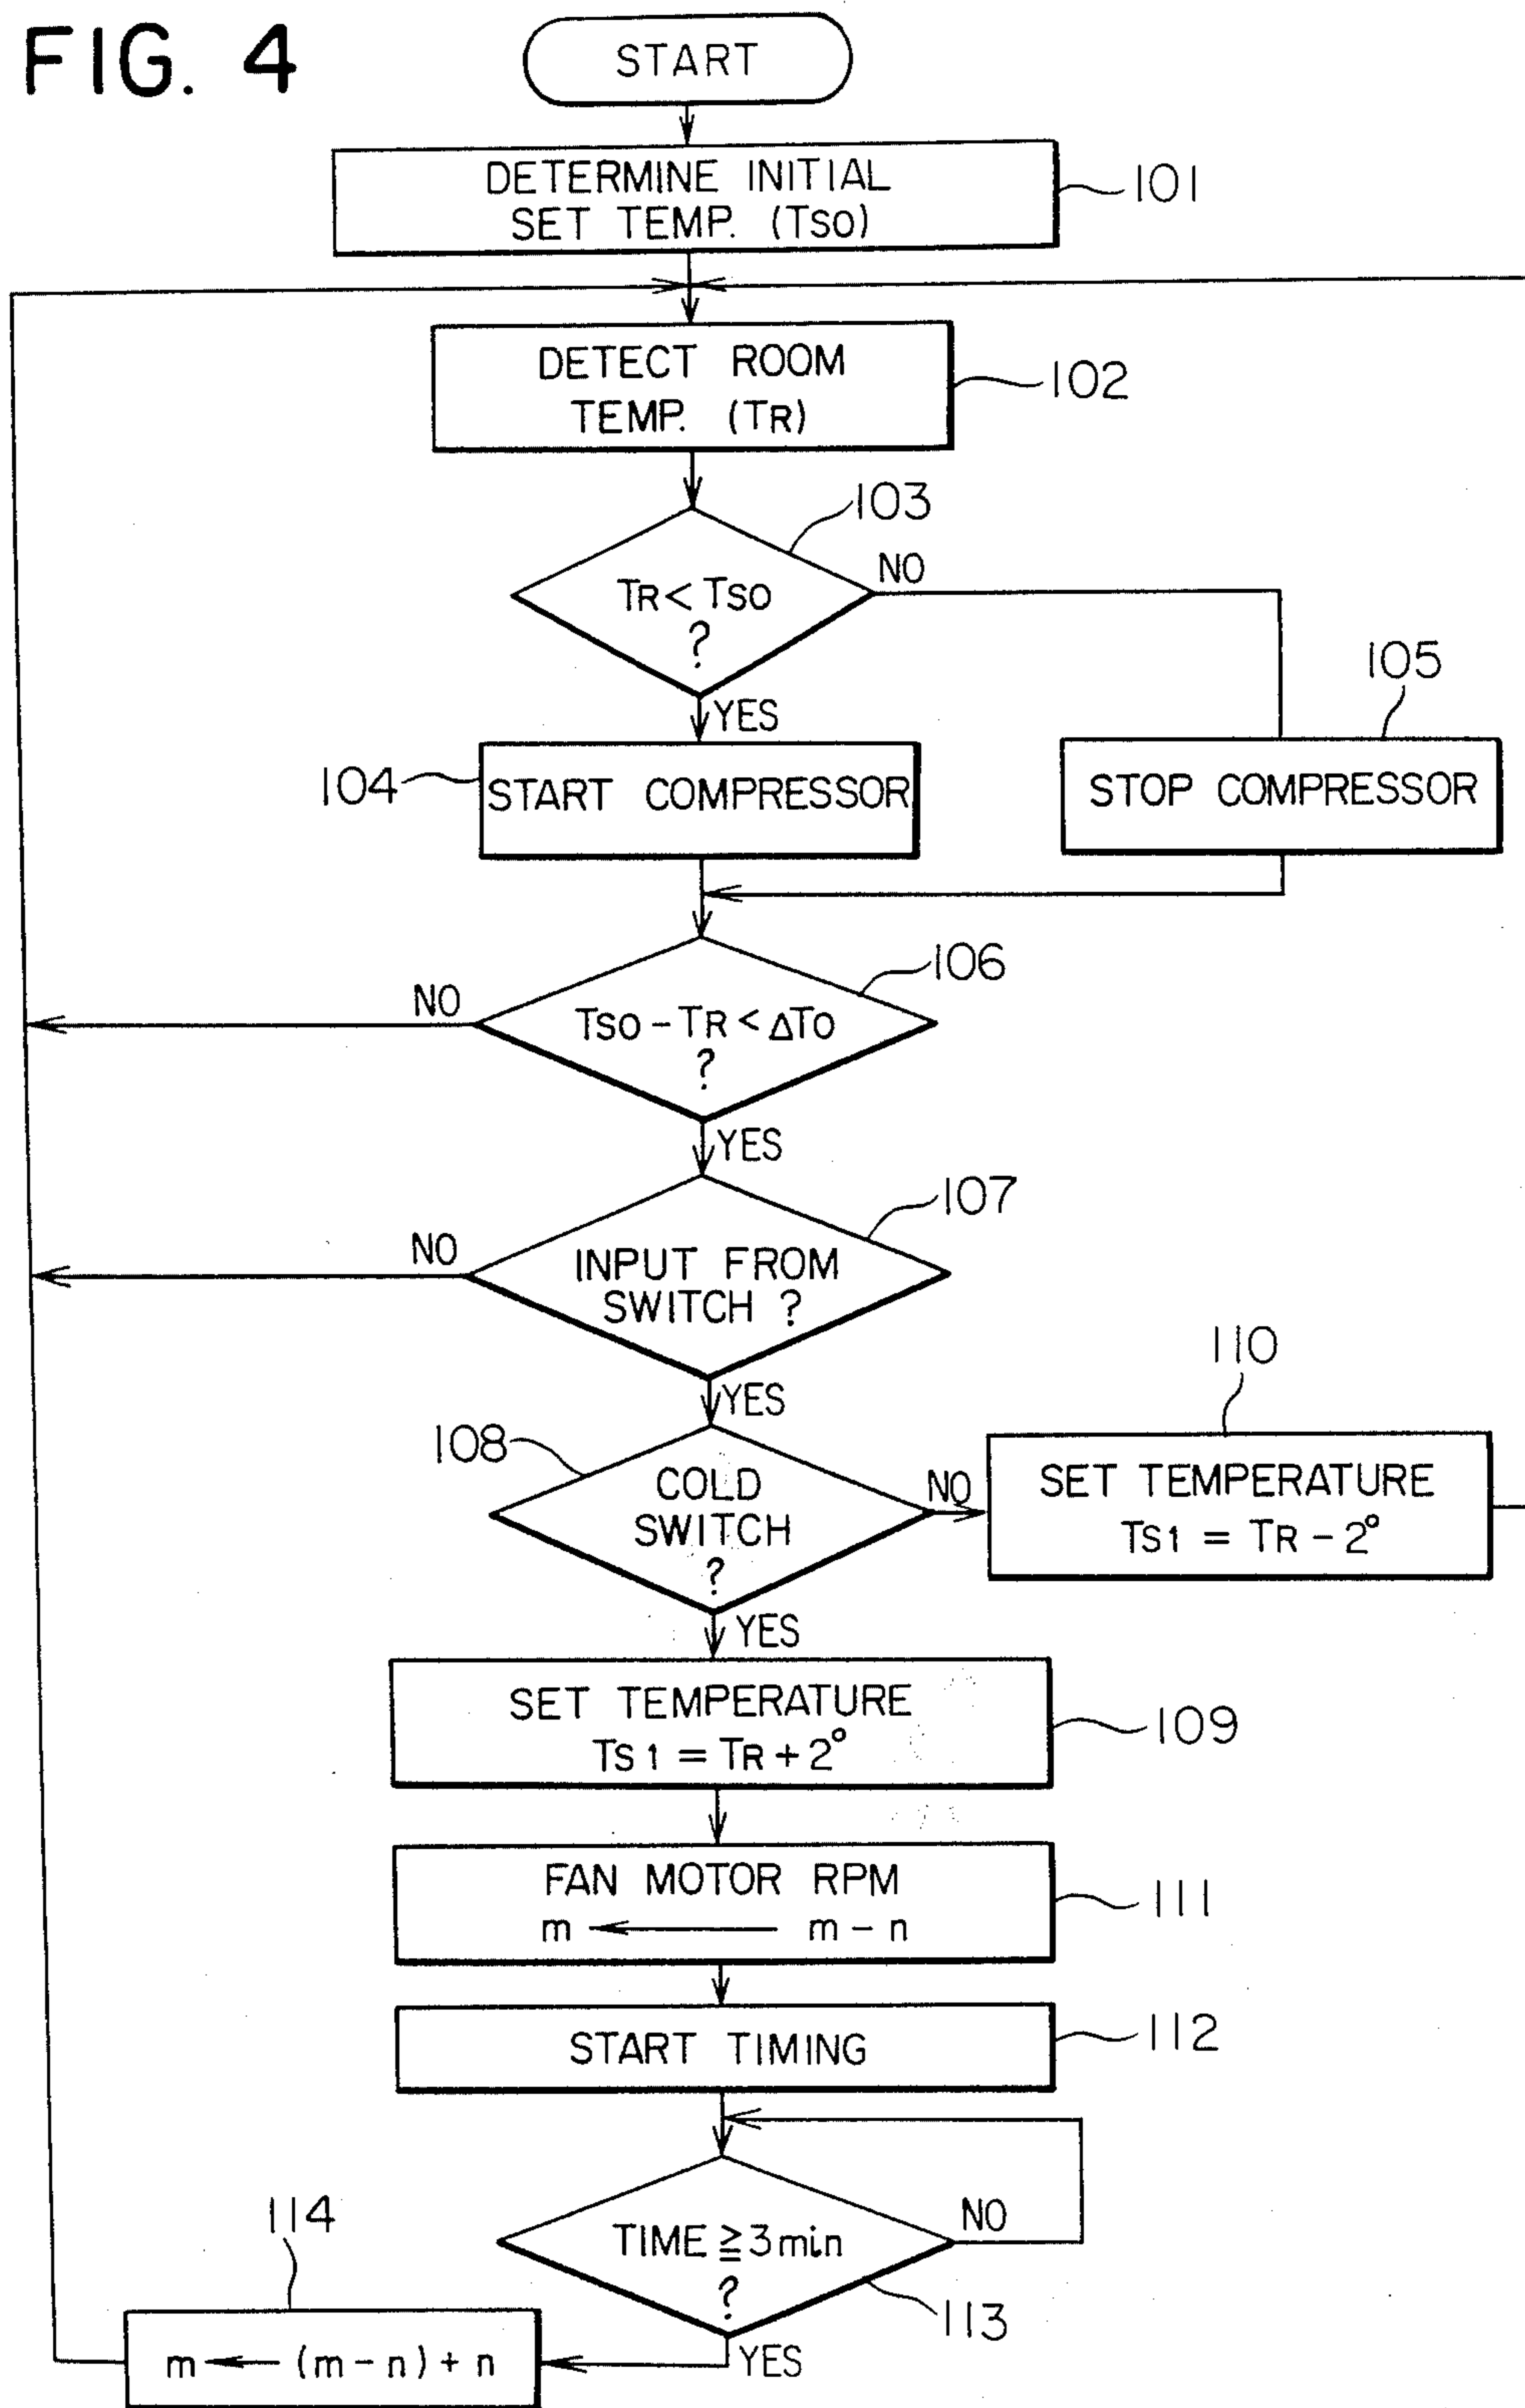 FIG. 4
START
DETERMINE INITIAL
SET TEMP. (TSO)
101
DETECT ROOM
TEMP. (TR)
102
103
TR < TSO
?
NO
YES
105
104
START COMPRESSOR
STOP COMPRESSOR
106
NO
TSO - TR < ΔTO
?
YES
107
NO
INPUT FROM
SWITCH ?
YES
110
108
COLD
SWITCH
?
NO
SET TEMPERATURE
TS1 = TR - 2°
YES
SET TEMPERATURE
TS1 = TR + 2°
109
FAN MOTOR RPM
m ← m - n
111
START TIMING
112
114
TIME ≧ 3 min
?
NO
113
YES
m ← (m - n) + n